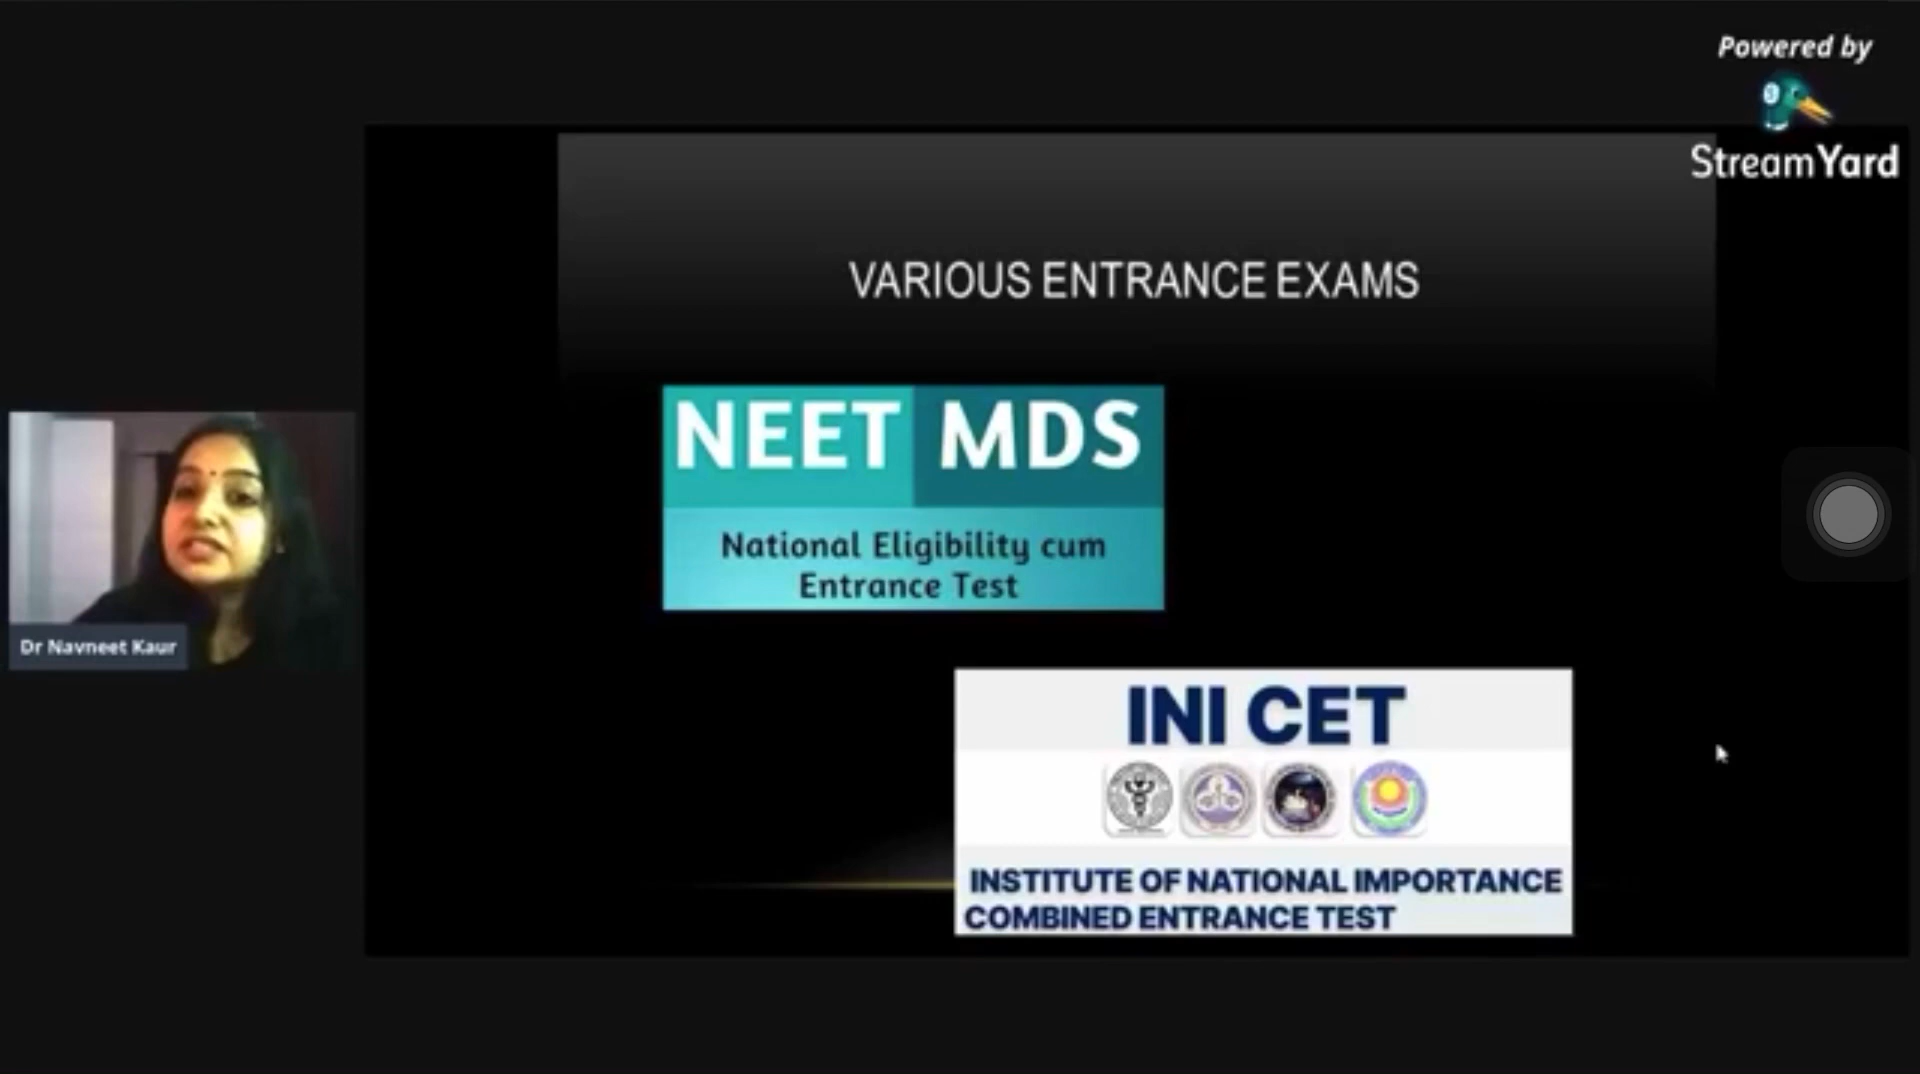 Powered by
StreamYard
VARIOUS ENTRANCE EXAMS
NEET MDS
National Eligibility cum
Entrance Test
Dr Navneet Kaur
INI CET
INSTITUTE OF NATIONAL IMPORTANCE
COMBINED ENTRANCE TEST